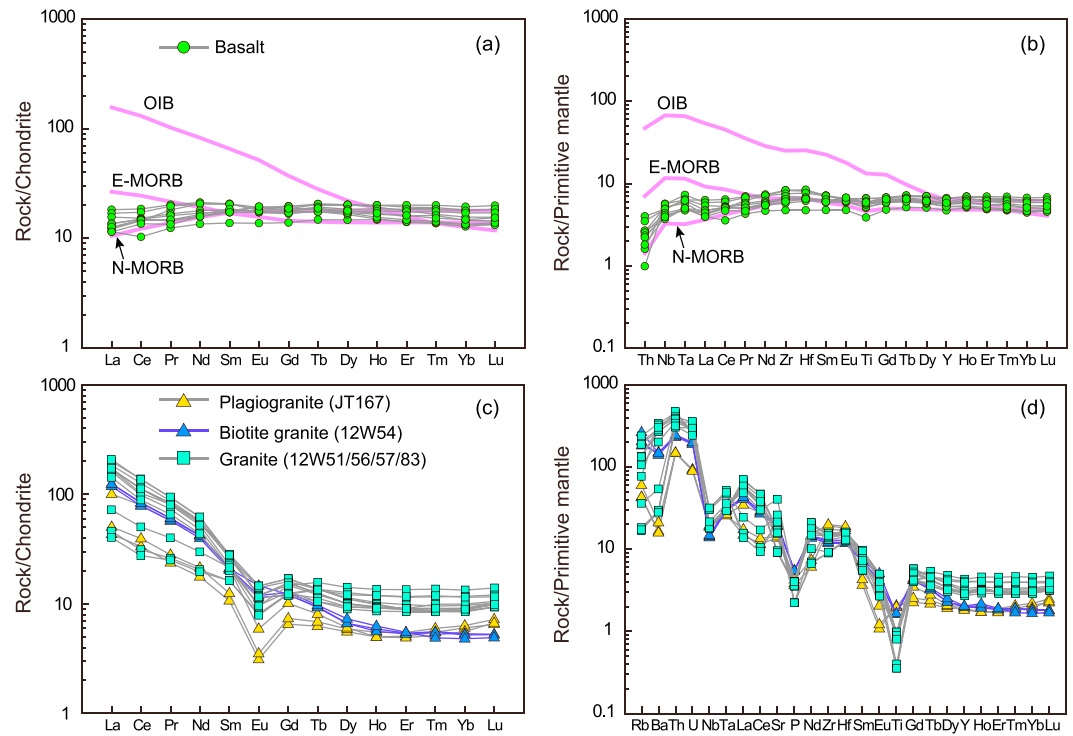 1000
100
10
1
Rock/Chondrite
Basalt
(a)
OIB
E-MORB
N-MORB
La Ce Pr Nd Sm Eu Gd Tb Dy Ho Er Tm Yb Lu
1000
100
10
1
0.1
Rock/Primitive mantle
(b)
OIB
E-MORB
N-MORB
Th Nb Ta La Ce Pr Nd Zr Hf Sm Eu Ti Gd Tb Dy Y Ho Er Tm Yb Lu
1000
100
10
1
Rock/Chondrite
(c)
Plagiogranite (JT167)
Biotite granite (12W54)
Granite (12W51/56/57/83)
La Ce Pr Nd Sm Eu Gd Tb Dy Ho Er Tm Yb Lu
1000
100
10
1
0.1
Rock/Primitive mantle
(d)
Rb Ba Th U Nb Ta La Ce Sr P Nd Zr Hf Sm Eu Ti Gd Tb Dy Y Ho Er Tm Yb Lu